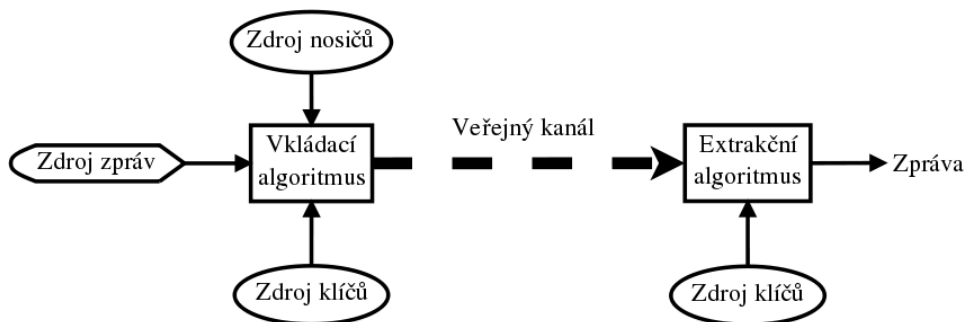 Zdroj nosičů
Zdroj zpráv
Vkládací
algoritmus
Veřejný kanál
Extrakční
algoritmus
Zpráva
Zdroj klíčů
Zdroj klíčů